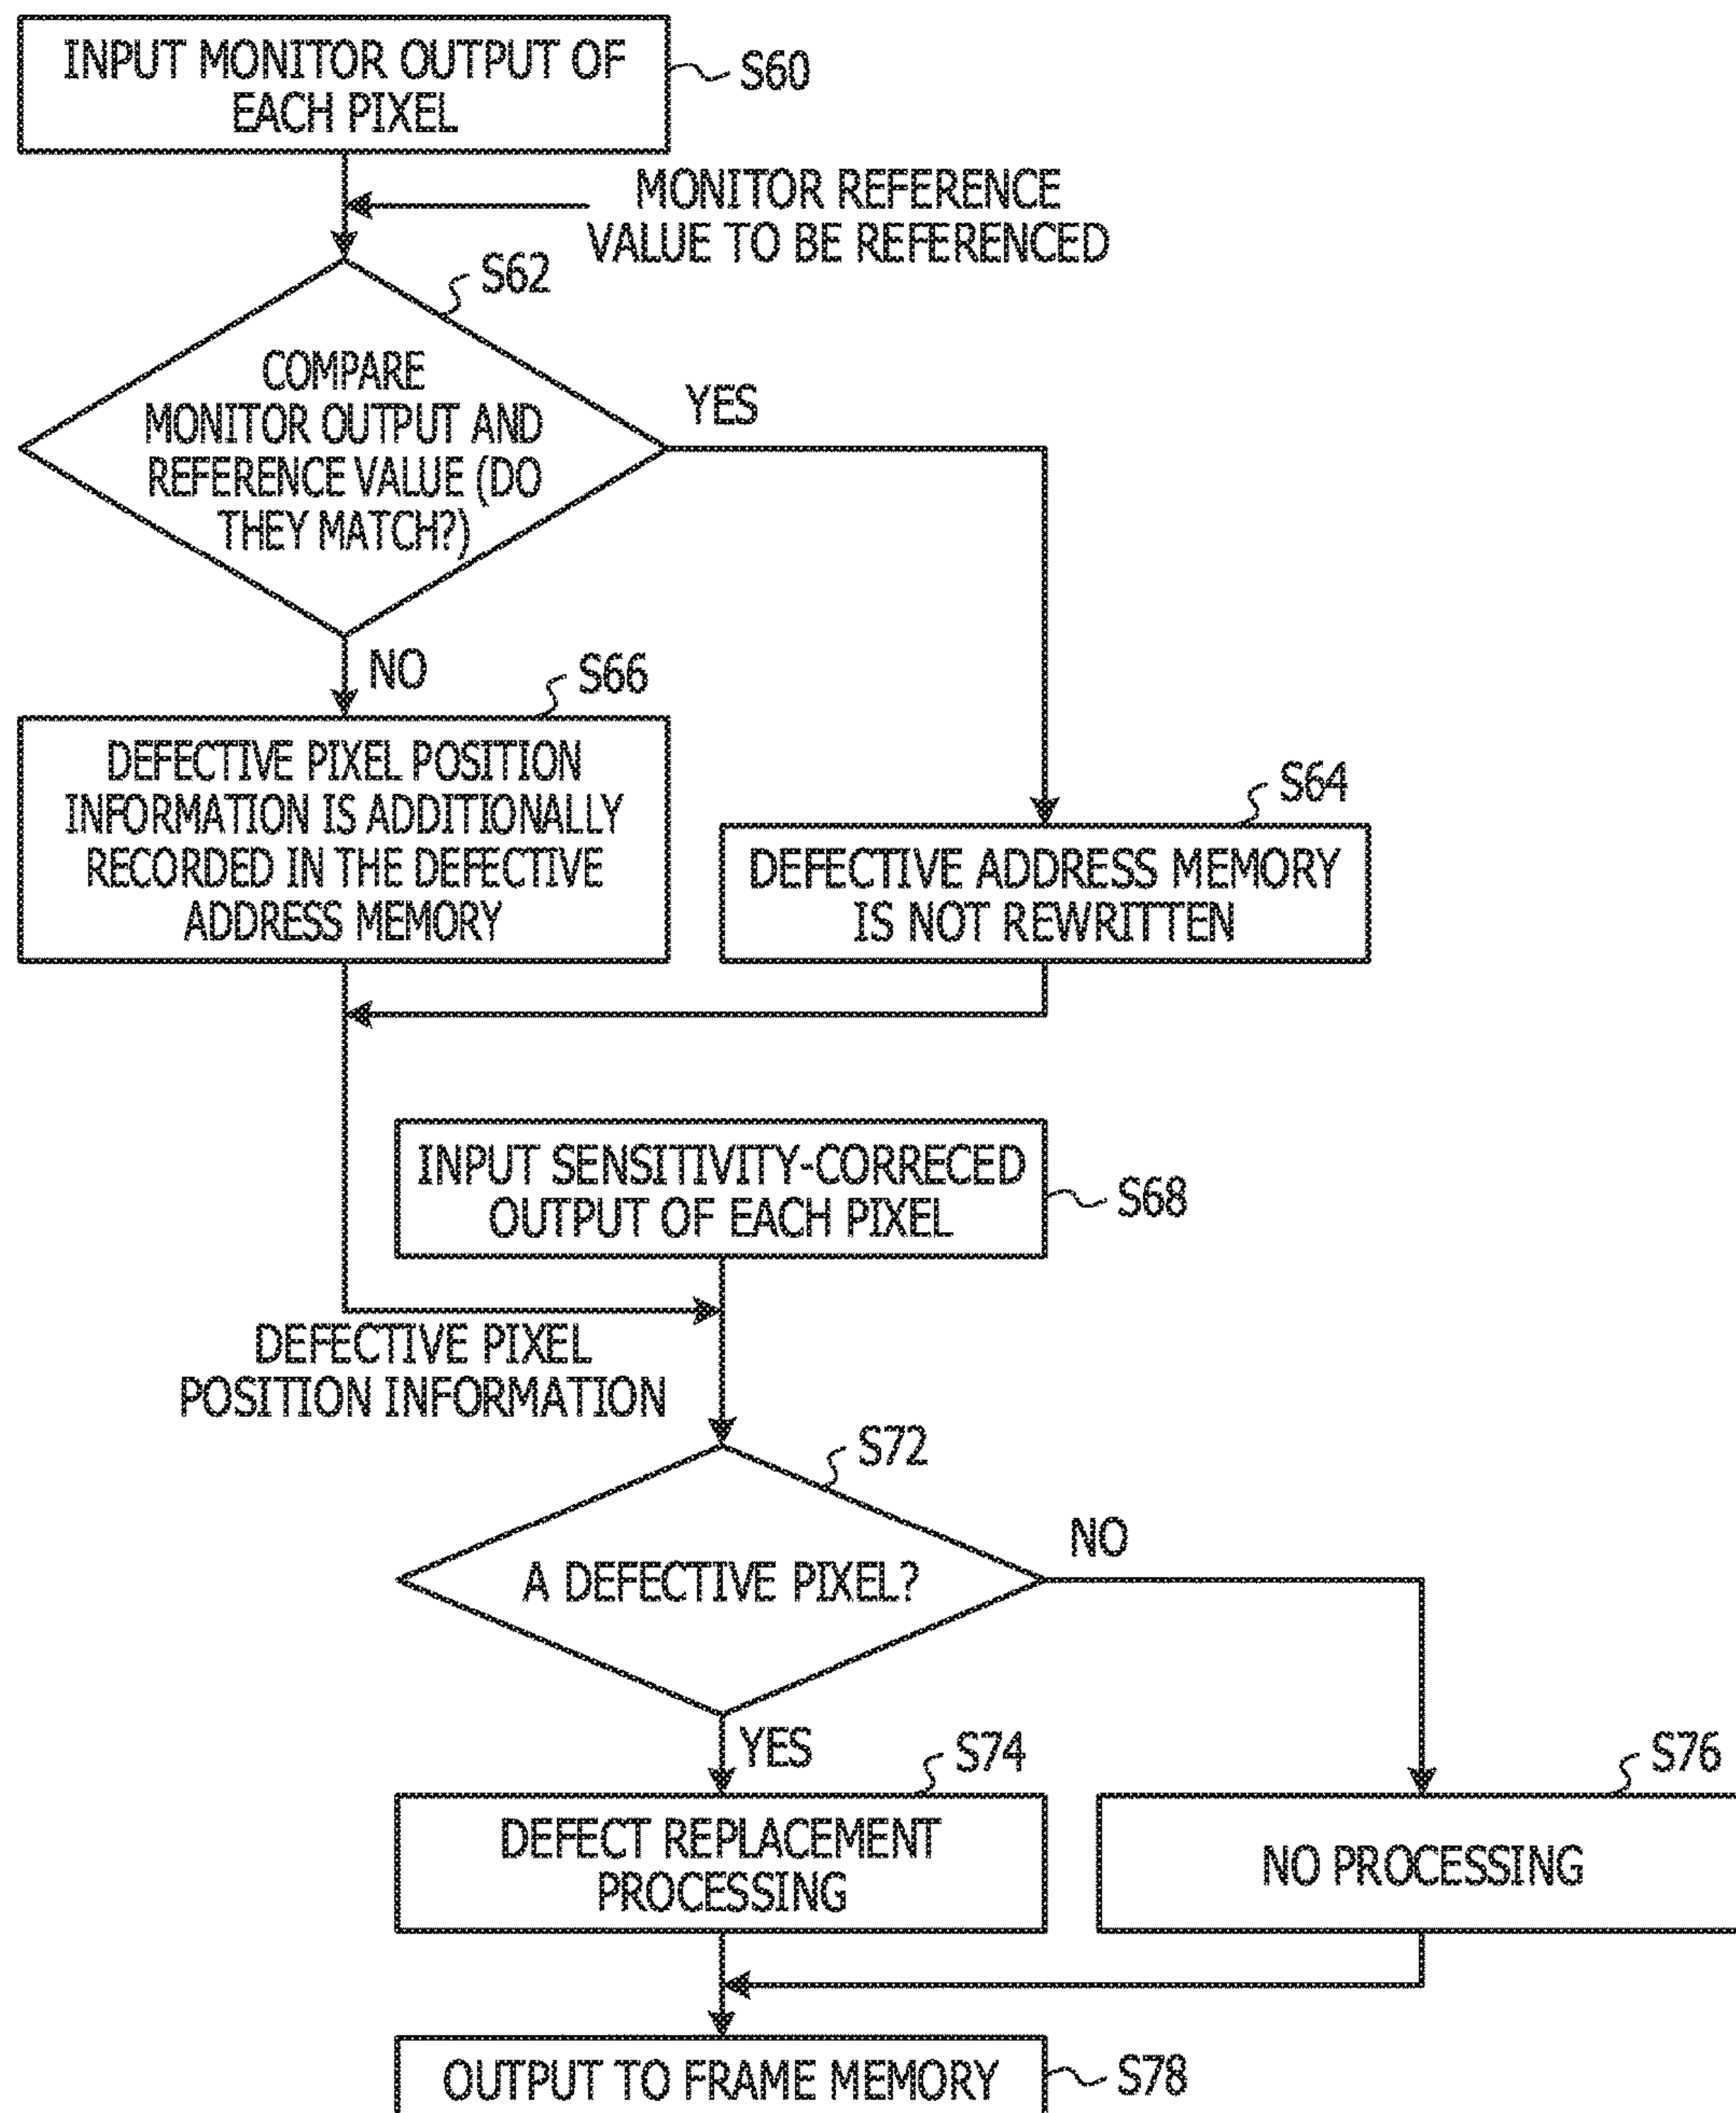 INPUT MONITOR OUTPUT OF
EACH PIXEL
S60
MONITOR REFERENCE
VALUE TO BE REFERENCED
S62
COMPARE
MONITOR OUTPUT AND
REFERENCE VALUE (DO
THEY MATCH?)
YES
NO
S66
DEFECTIVE PIXEL POSITION
INFORMATION IS ADDITIONALLY
RECORDED IN THE DEFECTIVE
ADDRESS MEMORY
S64
DEFECTIVE ADDRESS MEMORY
IS NOT REWRITTEN
INPUT SENSITIVITY-CORRECED
OUTPUT OF EACH PIXEL
S68
DEFECTIVE PIXEL
POSITION INFORMATION
S72
A DEFECTIVE PIXEL?
NO
YES
S74
DEFECT REPLACEMENT
PROCESSING
S76
NO PROCESSING
OUTPUT TO FRAME MEMORY
S78